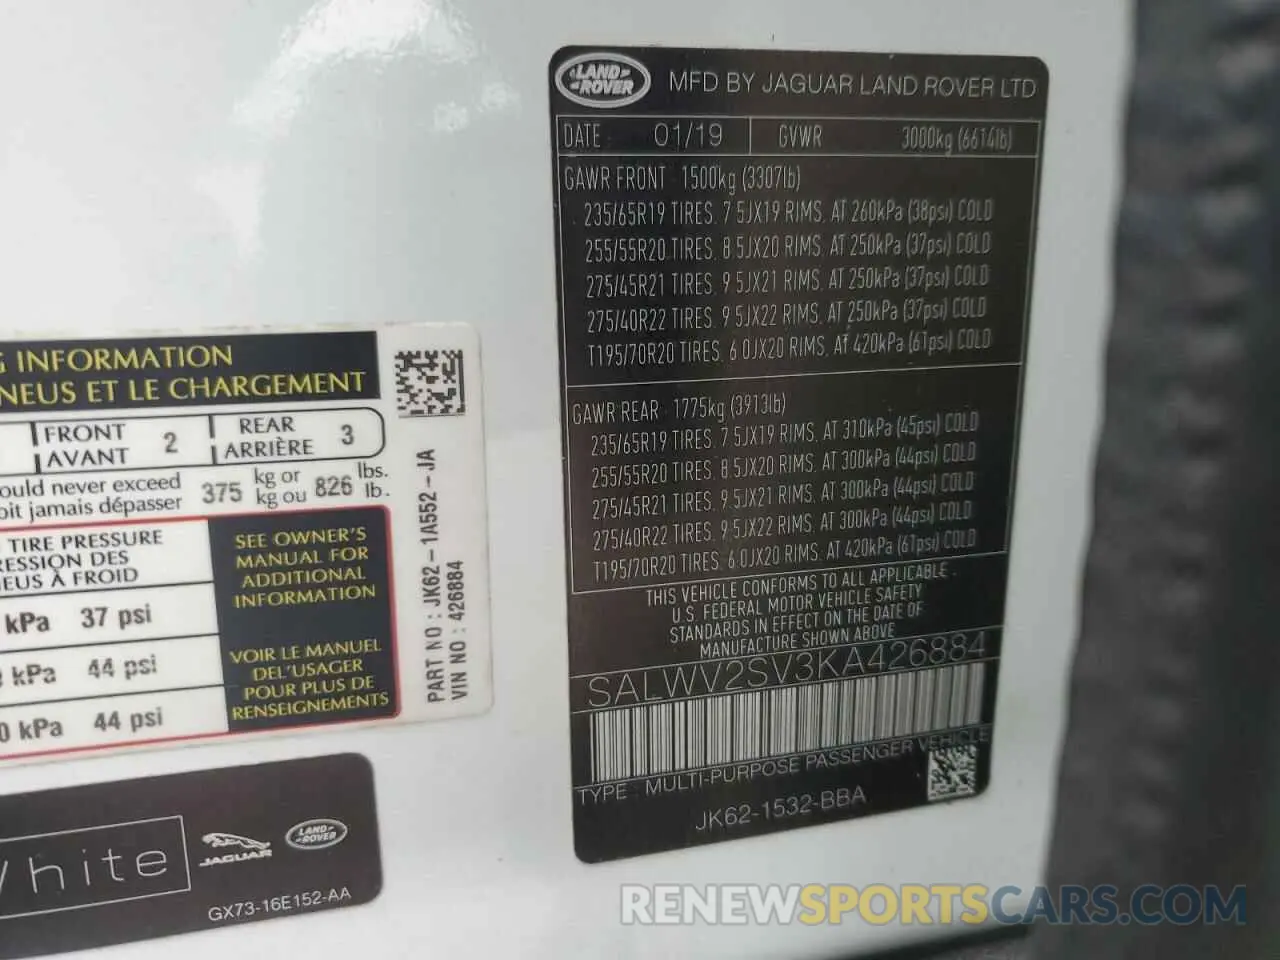 LAND ROVER MFD BY JAGUAR LAND ROVER LTD
DATE 01/19 GVWR 3000kg (6614lb)
GAWR FRONT 1500kg (3307lb)
235/65R19 TIRES, 7.5JX19 RIMS, AT 260kPa (38psi) COLD
255/55R20 TIRES, 8.5JX20 RIMS, AT 250kPa (37psi) COLD
275/45R21 TIRES, 9.5JX21 RIMS, AT 250kPa (37psi) COLD
275/40R22 TIRES, 9.5JX22 RIMS, AT 250kPa (37psi) COLD
T195/70R20 TIRES, 6.0JX20 RIMS, AT 420kPa (61psi) COLD
GAWR REAR 1775kg (3913lb)
235/65R19 TIRES, 7.5JX19 RIMS, AT 310kPa (45psi) COLD
255/55R20 TIRES, 8.5JX20 RIMS, AT 300kPa (44psi) COLD
275/45R21 TIRES, 9.5JX21 RIMS, AT 300kPa (44psi) COLD
275/40R22 TIRES, 9.5JX22 RIMS, AT 300kPa (44psi) COLD
T195/70R20 TIRES, 6.0JX20 RIMS, AT 420kPa (61psi) COLD
THIS VEHICLE CONFORMS TO ALL APPLICABLE
U.S. FEDERAL MOTOR VEHICLE SAFETY
STANDARDS IN EFFECT ON THE DATE OF
MANUFACTURE SHOWN ABOVE
SALWV2SV3KA426884
TYPE: MULTI-PURPOSE PASSENGER VEHICLE
JK62-1532-BBA
INFORMATION
ET LE CHARGEMENT
FRONT 2 REAR 3
AVANT ARRIÈRE
never exceed 375 kg or 826 lbs.
jamais dépasser kg ou lb.
TIRE PRESSURE
DES
À FROID
kPa 37 psi
kPa 44 psi
kPa 44 psi
SEE OWNER'S
MANUAL FOR
ADDITIONAL
INFORMATION
VOIR LE MANUEL
DE L'USAGER
POUR PLUS DE
RENSEIGNEMENTS
PART NO: JK62-1A552-JA
VIN NO: 426884
White JAGUAR LAND ROVER
GX73-16E152-AA
RENEWSPORTSCARS.COM